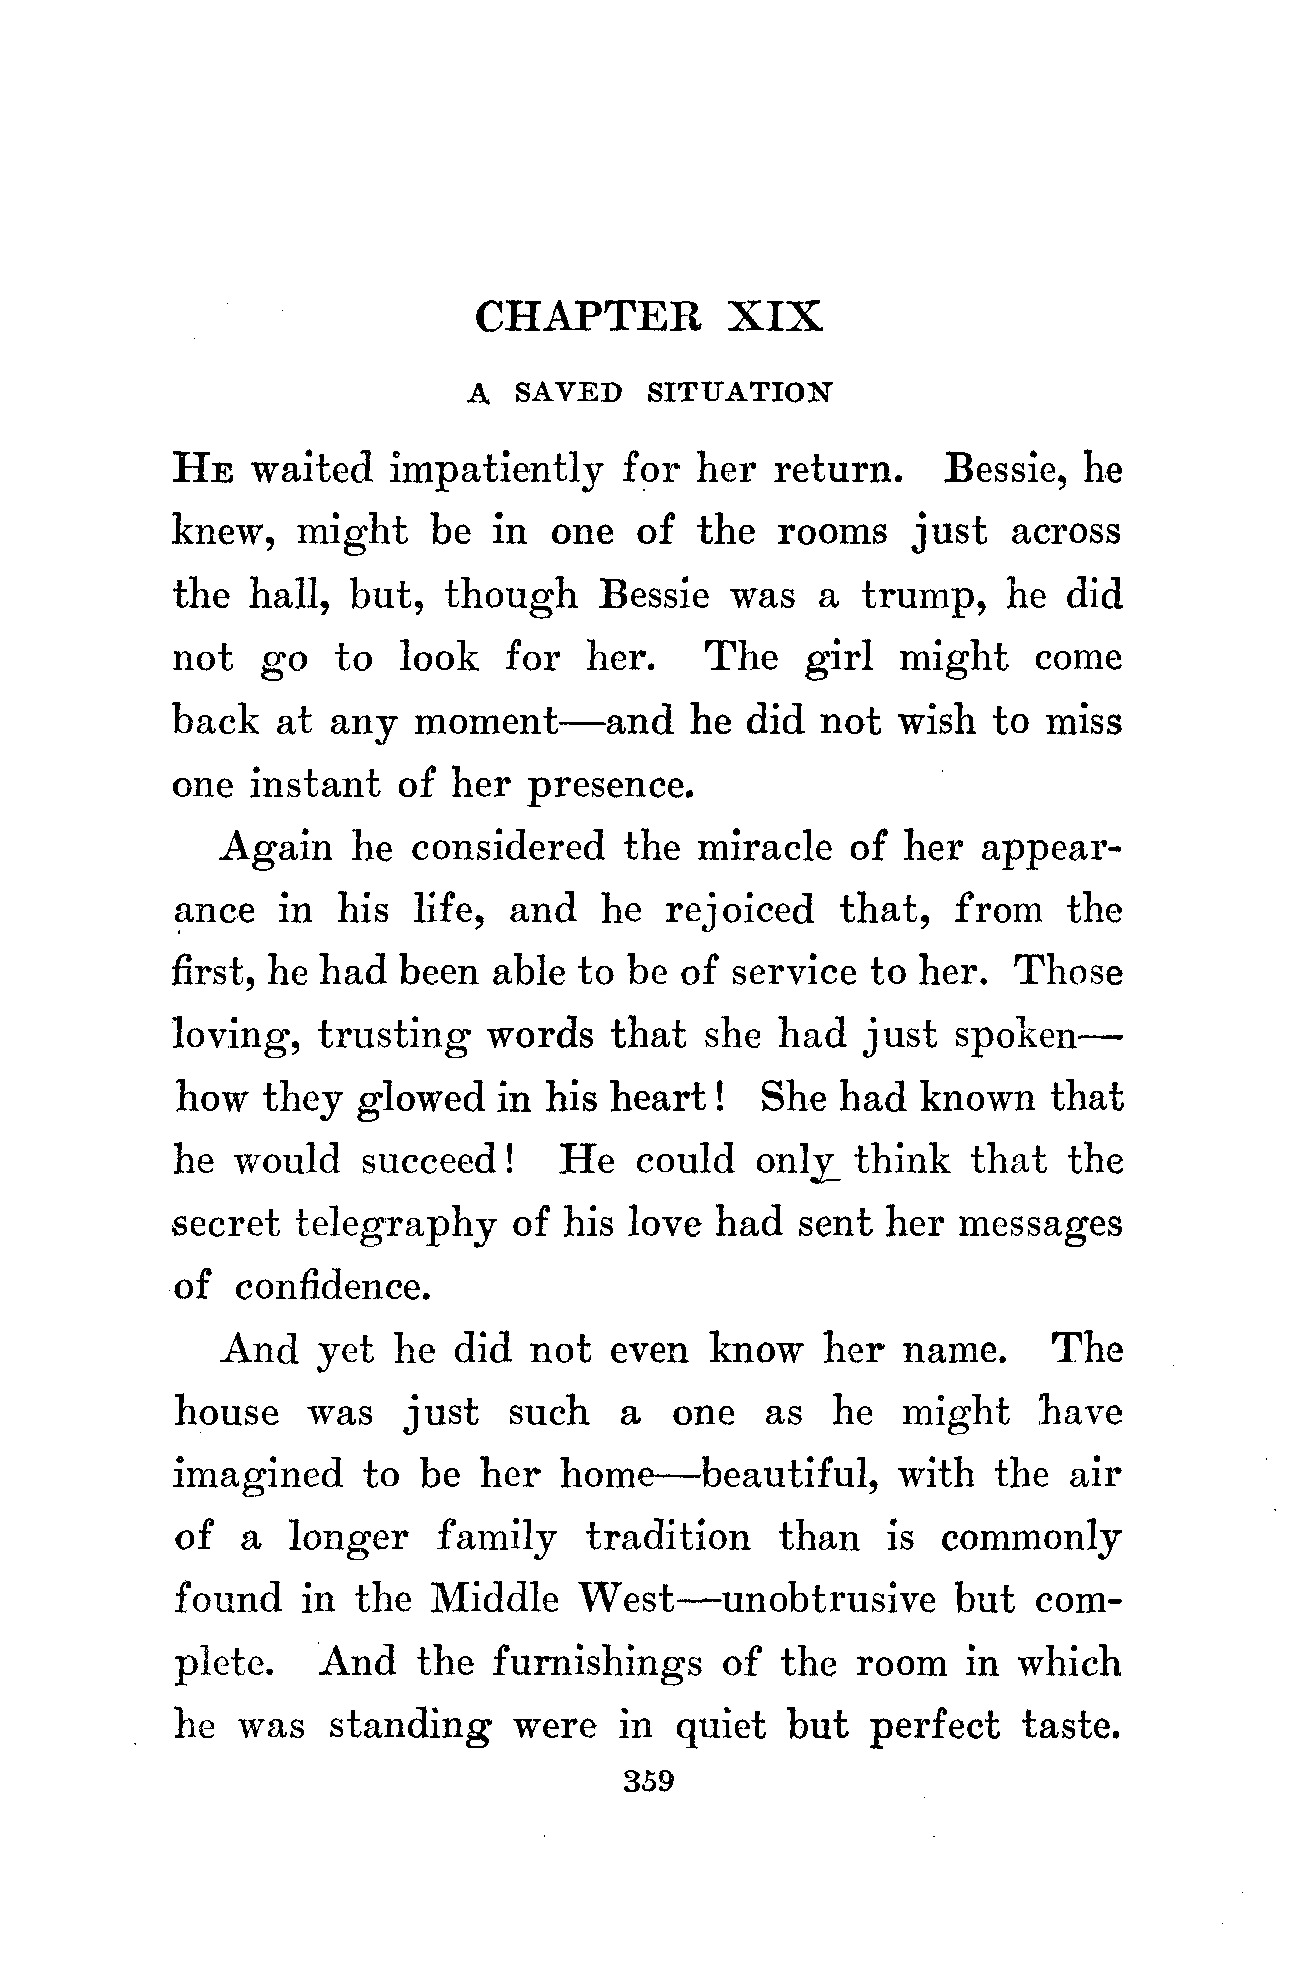 CHAPTER XIX
A SAVED SITUATION
HE waited impatiently for her return. Bessie, he
knew, might be in one of the rooms just across
the hall, but, though Bessie was a trump, he did
not go to look for her. The girl might come
back at any moment—and he did not wish to miss
one instant of her presence.
Again he considered the miracle of her appear-
ance in his life, and he rejoiced that, from the
first, he had been able to be of service to her. Those
loving, trusting words that she had just spoken—
how they glowed in his heart! She had known that
he would succeed! He could only think that the
secret telegraphy of his love had sent her messages
of confidence.
And yet he did not even know her name. The
house was just such a one as he might have
imagined to be her home—beautiful, with the air
of a longer family tradition than is commonly
found in the Middle West—unobtrusive but com-
plete. And the furnishings of the room in which
he was standing were in quiet but perfect taste.
359